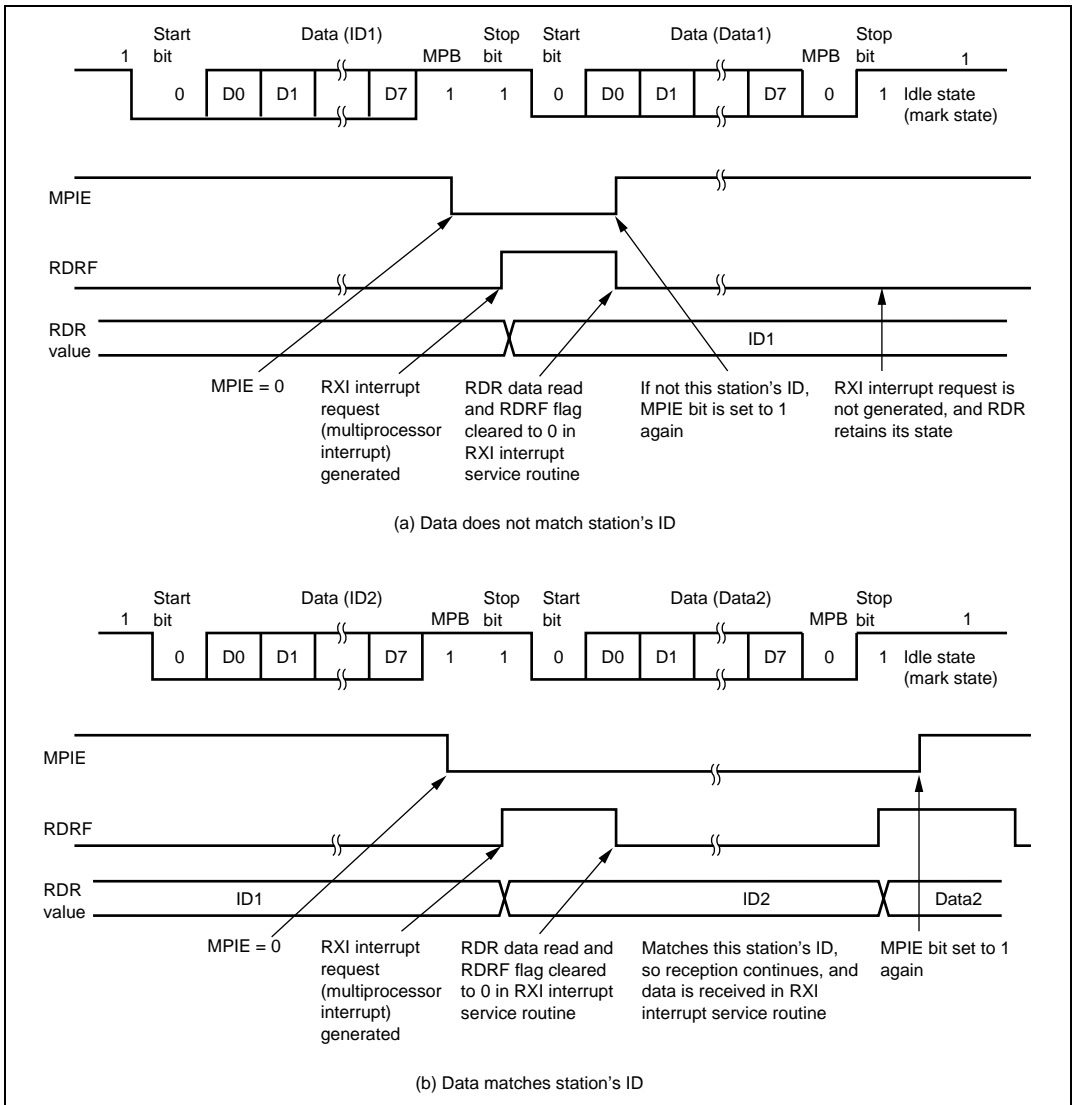 Start bit
Data (ID1)
MPB
Stop bit
Start bit
Data (Data1)
MPB
Stop bit
1
1
0 D0 D1 D7 1 1 0 D0 D1 D7 0 1 Idle state
(mark state)
MPIE
RDRF
RDR
value
ID1
MPIE = 0
RXI interrupt
request
(multiprocessor
interrupt)
generated
RDR data read
and RDRF flag
cleared to 0 in
RXI interrupt
service routine
If not this station's ID,
MPIE bit is set to 1
again
RXI interrupt request is
not generated, and RDR
retains its state
(a) Data does not match station's ID
Start bit
Data (ID2)
MPB
Stop bit
Start bit
Data (Data2)
MPB
Stop bit
1
1
0 D0 D1 D7 1 1 0 D0 D1 D7 0 1 Idle state
(mark state)
MPIE
RDRF
RDR
value
ID1
ID2
Data2
MPIE = 0
RXI interrupt
request
(multiprocessor
interrupt)
generated
RDR data read and
RDRF flag cleared
to 0 in RXI interrupt
service routine
Matches this station's ID,
so reception continues, and
data is received in RXI
interrupt service routine
MPIE bit set to 1
again
(b) Data matches station's ID